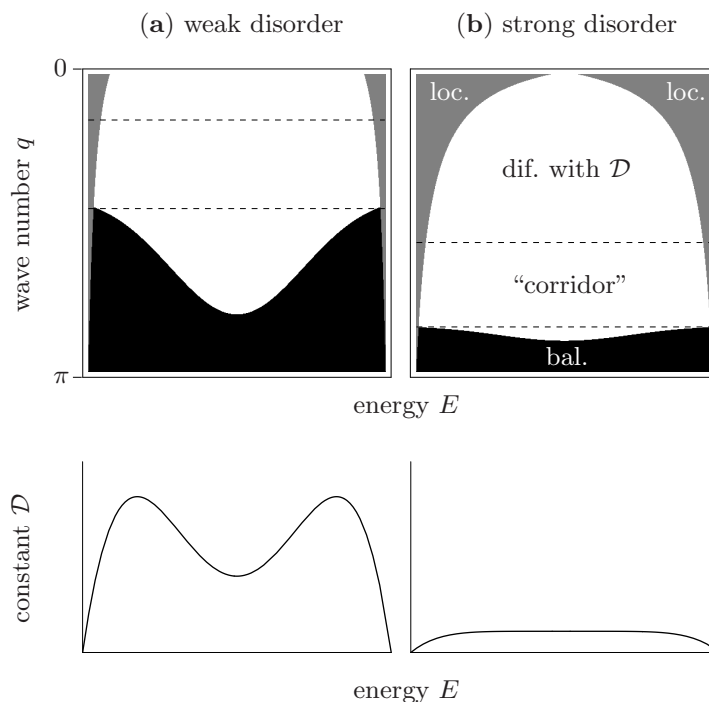 (a) weak disorder
(b) strong disorder
0
π
wave number q
loc.
loc.
dif. with 𝒟
“corridor”
bal.
energy E
constant 𝒟
energy E